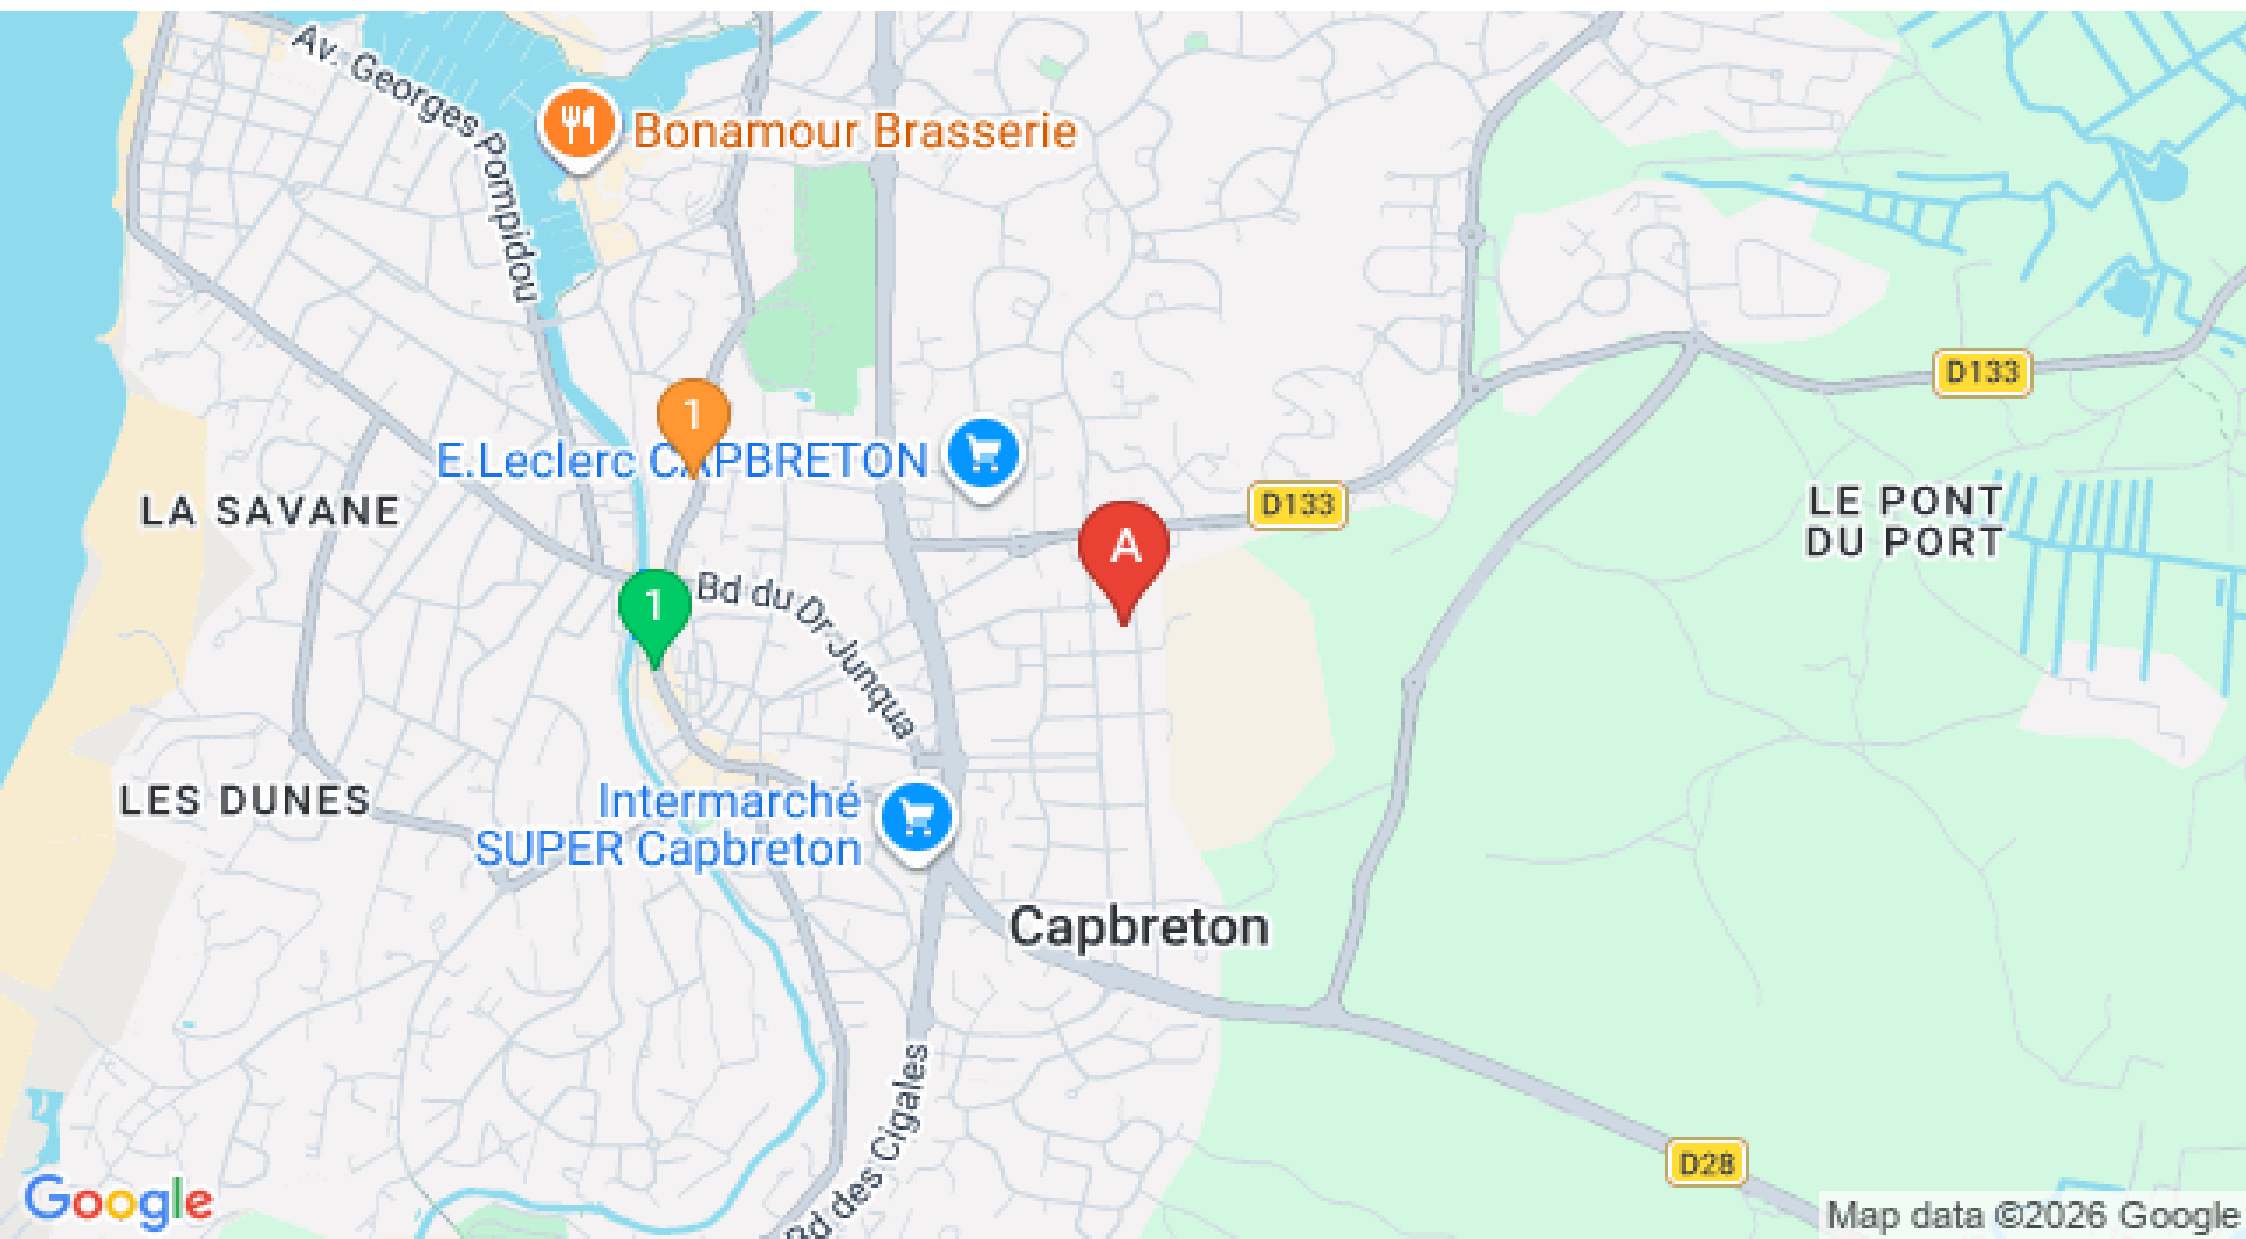 Av. Georges Pompidou
Bonamour Brasserie
1
E.Leclerc CAPBRETON
D133
D133
LA SAVANE
LE PONT
DU PORT
A
Bd du Dr Junqua
1
LES DUNES
Intermarché
SUPER Capbreton
Capbreton
Bd des Cigales
D28
Google
Map data ©2026 Google